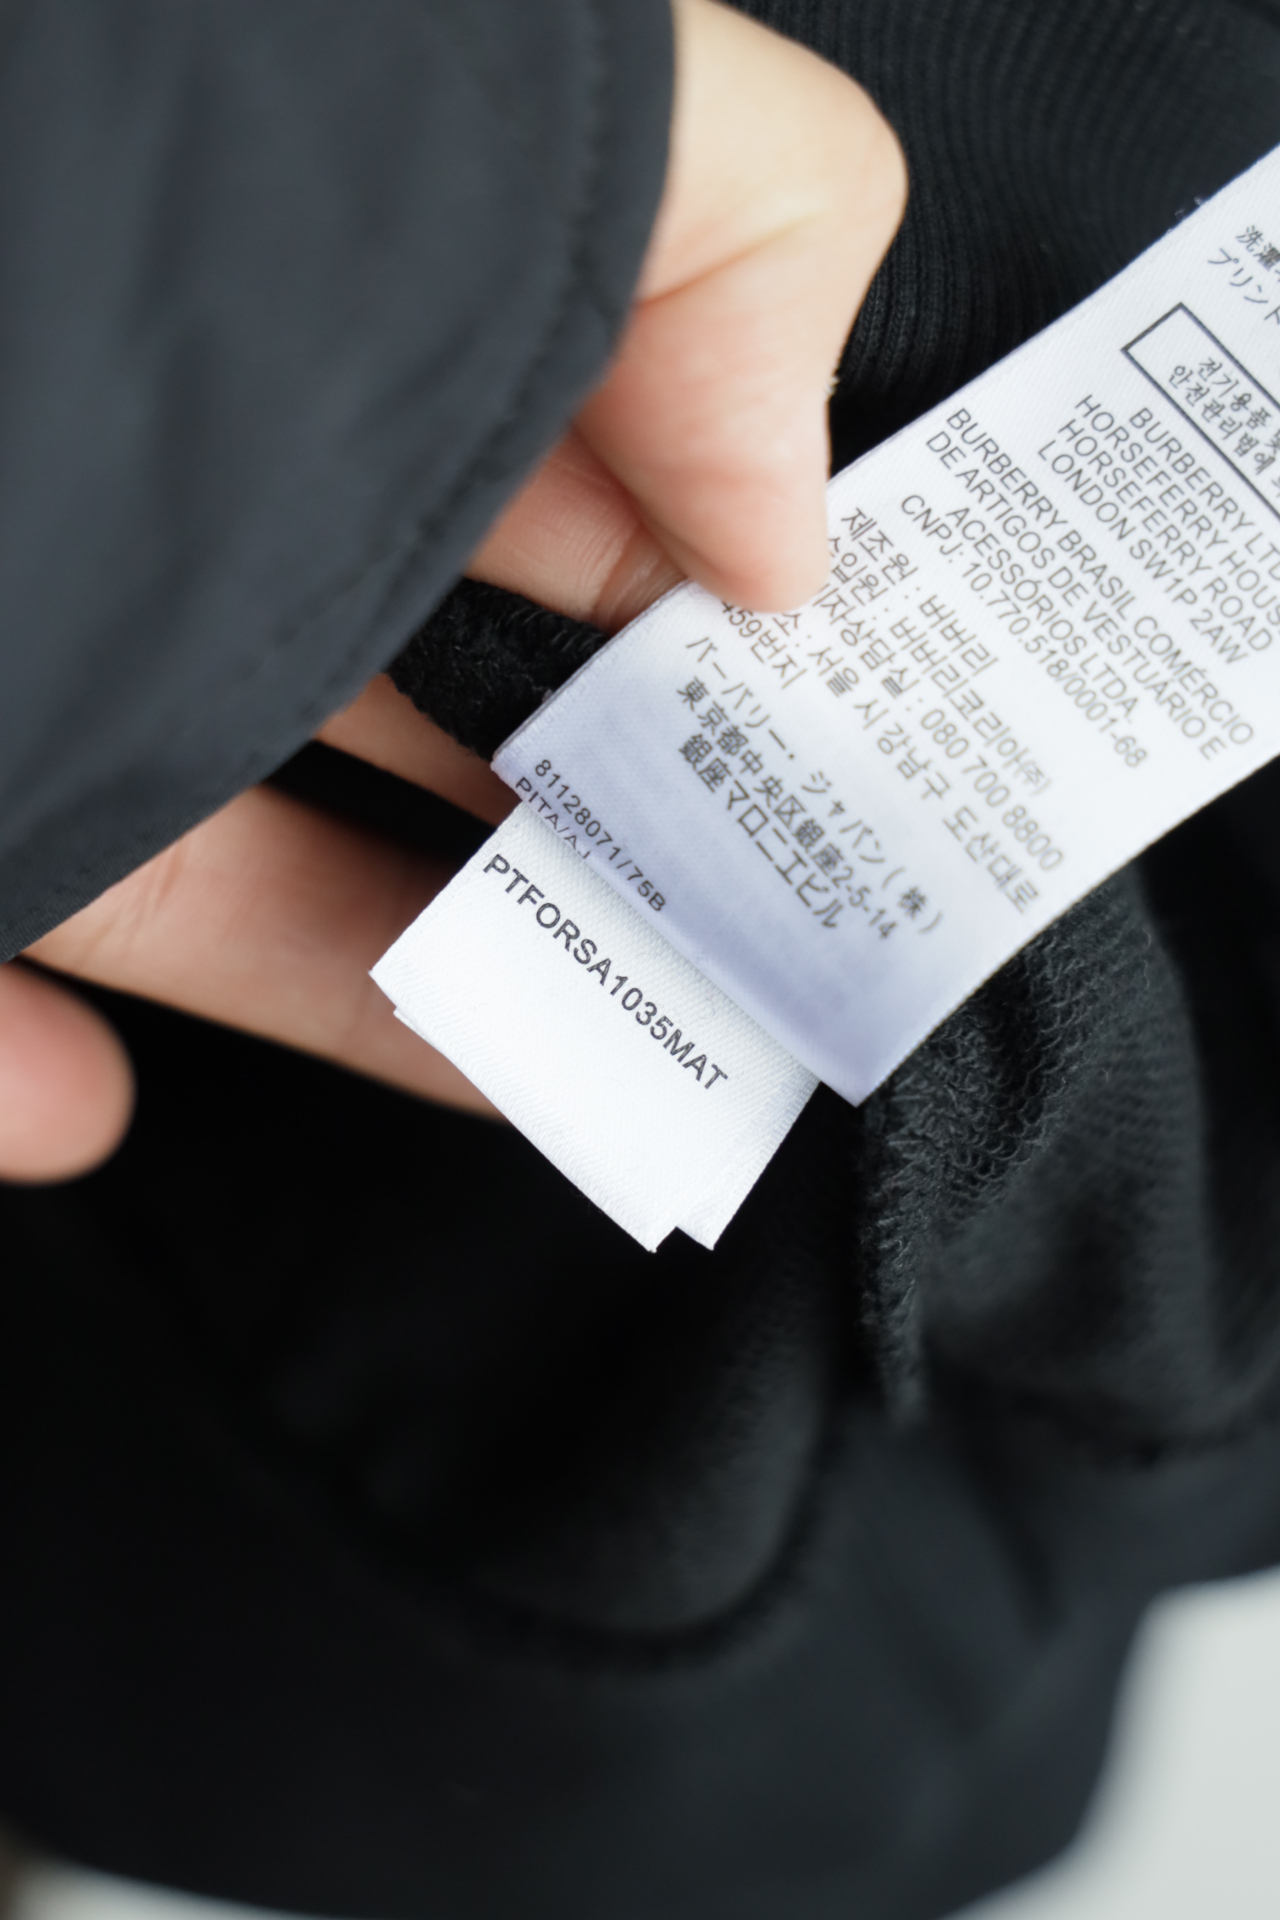 洗濯
プリント
전기용품 및
안전관리법에
BURBERRY LTD
HORSEFERRY HOUSE
HORSEFERRY ROAD
LONDON SW1P 2AW
BURBERRY BRASIL COMÉRCIO
DE ARTIGOS DE VESTUARIO E
ACESSÓRIOS LTDA.
CNPJ: 10.770.518/0001-68
제조원 : 버버리
수입원 : 버버리코리아(주)
비자상담실 : 080 700 8800
소 : 서울 시 강남구 도산대로
459번지
バーバリー・ジャパン(株)
東京都中央区銀座2-5-14
銀座マロニエビル
81128071/75B
PITA/AJ
PTFORSA1035MAT